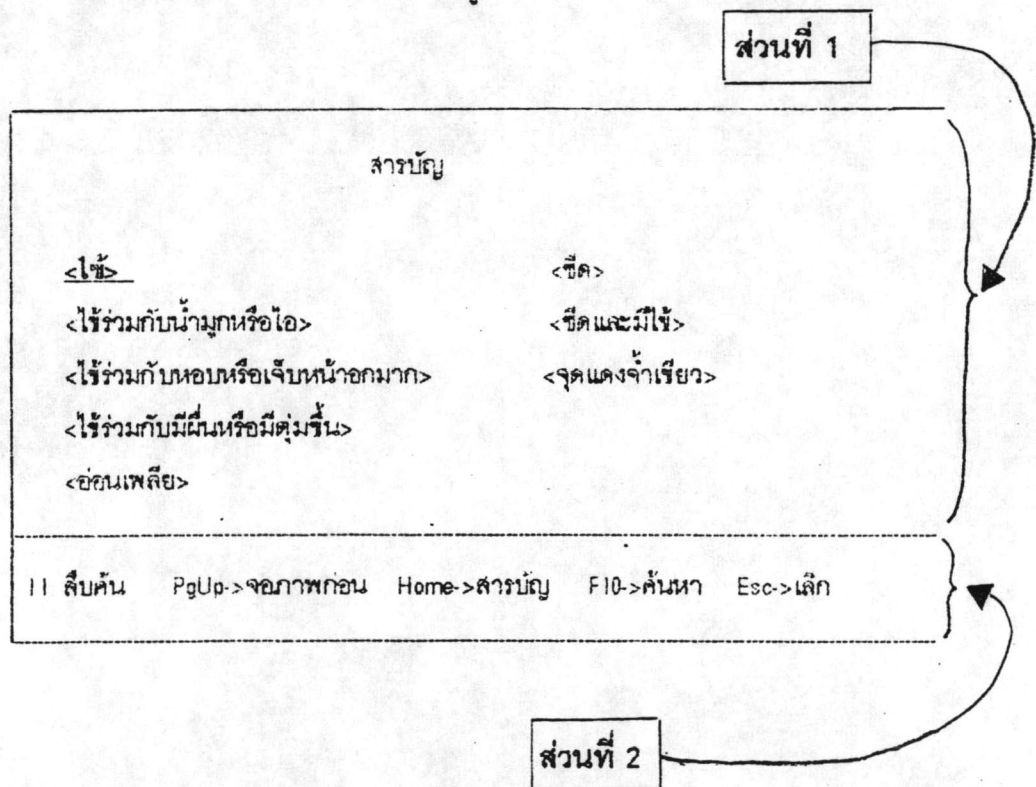 ส่วนที่ 1
สารบัญ
<ไข้> <ซีด>
<ไข้ร่วมกับน้ำมูกหรือไอ> <ซีดและมีไข้>
<ไข้ร่วมกับหอบหรือเจ็บหน้าอกมาก> <จุดแดงจ้ำเขียว>
<ไข้ร่วมกับมีผื่นหรือมีตุ่มขึ้น>
<อ่อนเพลีย>
สืบค้น PgUp->จอภาพก่อน Home->สารบัญ F10->ค้นหา Esc->เลิก
ส่วนที่ 2